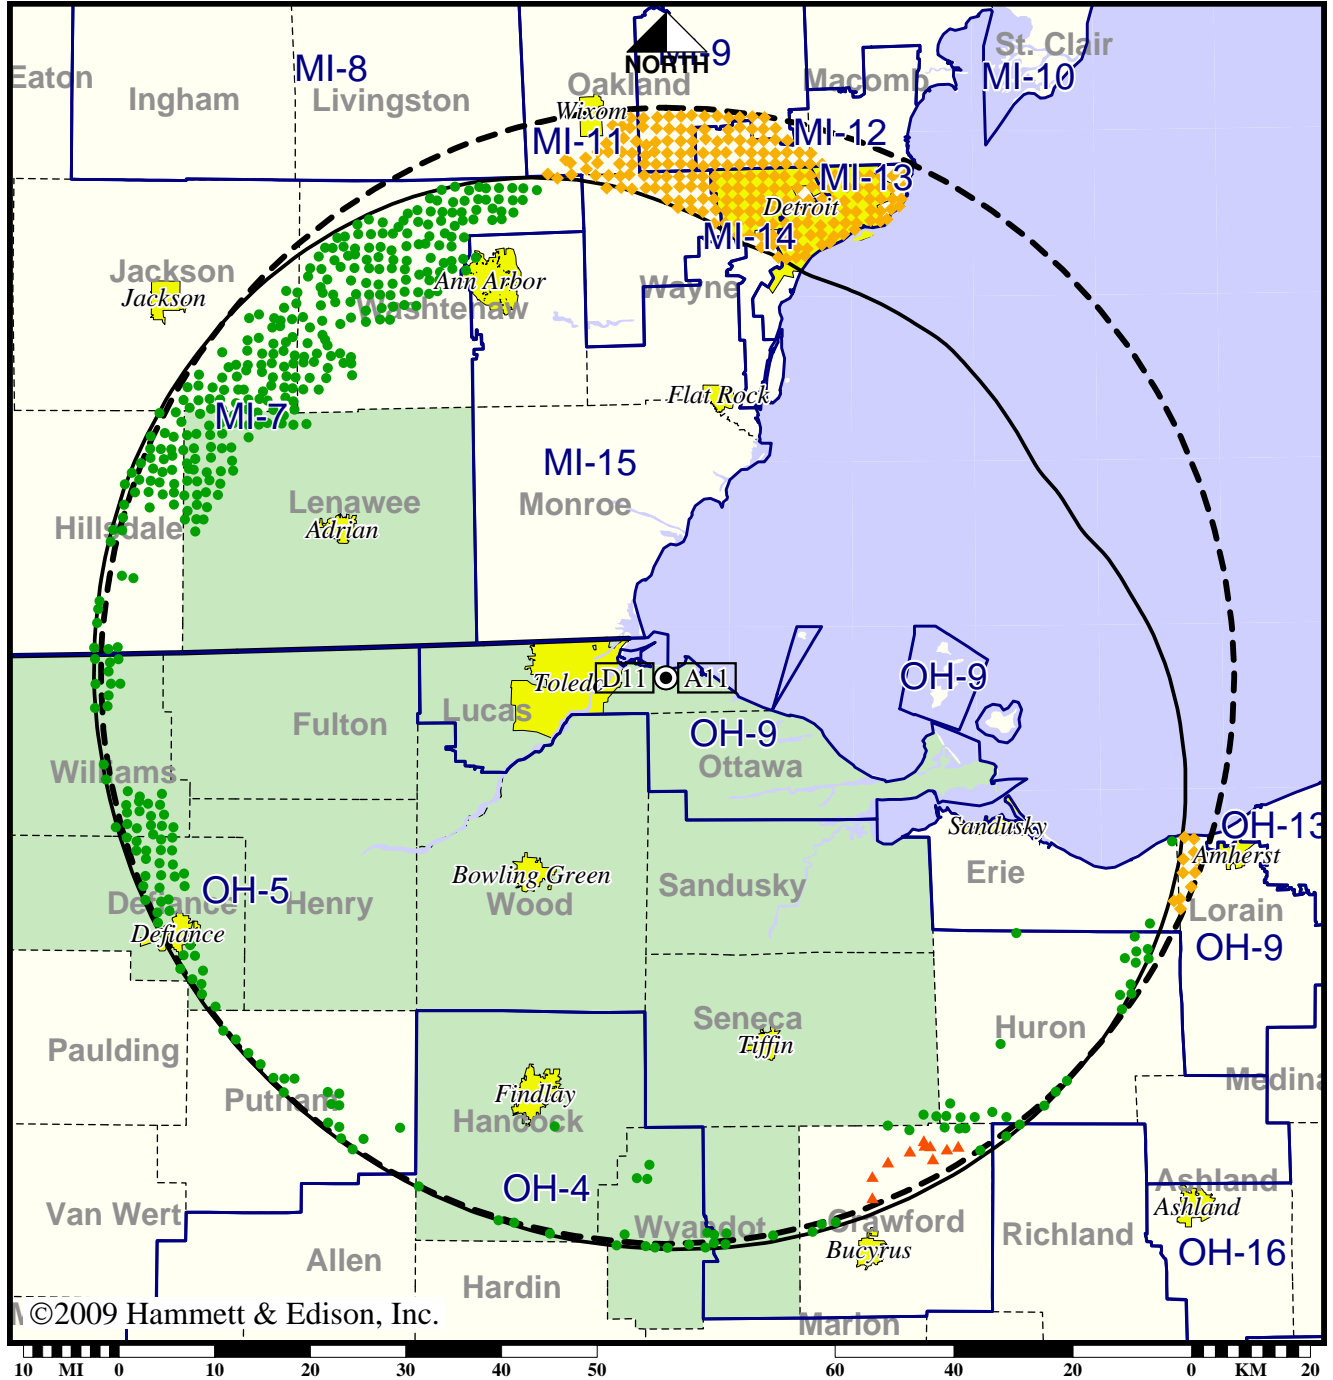 St. Clair
MI-9
Eaton
MI-8
NORTH
MI-10
Ingham
Livingston
Oakland
Macomb
Wixom
MI-11
MI-12
MI-13
Detroit
MI-14
Jackson
Jackson
Ann Arbor
Washtenaw
Wayne
Flat Rock
MI-7
MI-15
Lenawee
Monroe
Hillsdale
Adrian
Toledo
D11
A11
OH-9
Lucas
Fulton
OH-9
Ottawa
Williams
Sandusky
OH-13
Amherst
Erie
Bowling Green
Sandusky
OH-5
Defiance
Henry
Wood
Lorain
Defiance
OH-9
Seneca
Tiffin
Huron
Paulding
Medina
Putnam
Findlay
Hancock
OH-4
Ashland
Ashland
Van Wert
Wyandot
Crawford
Richland
Bucyrus
OH-16
Allen
Hardin
©2009 Hammett & Edison, Inc.
Marion
10 MI 0 10 20 30 40 50 60 40 20 0 KM 20